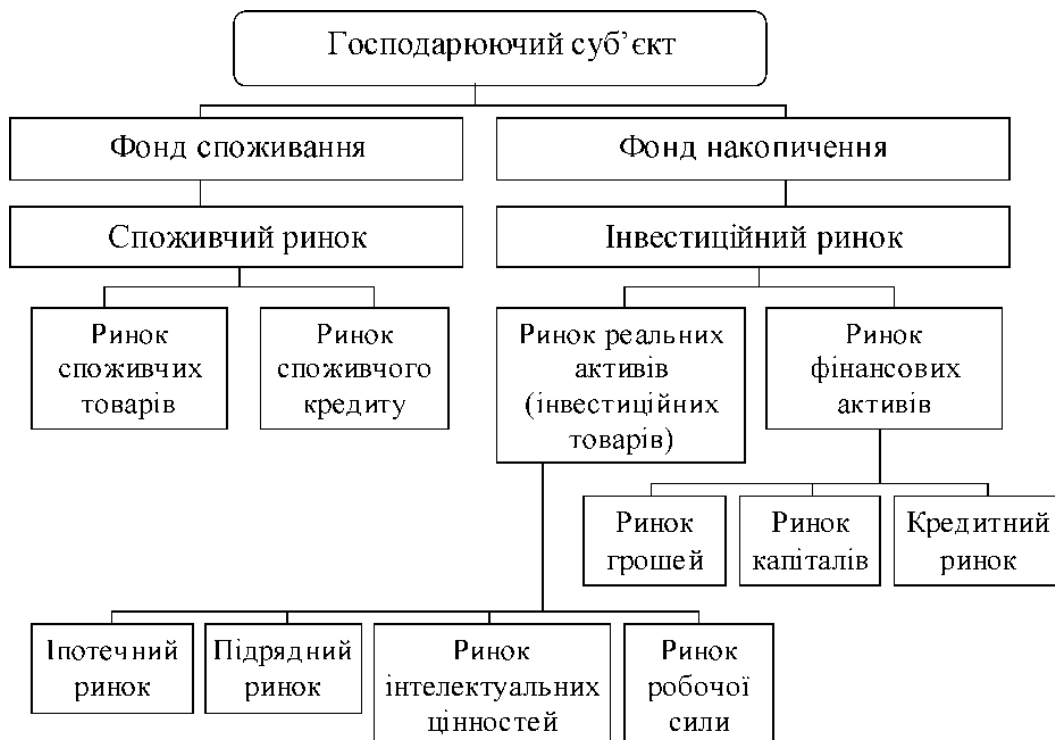 Господарюючий суб’єкт
Фонд споживання
Фонд накопичення
Споживчий ринок
Інвестиційний ринок
Ринок
споживчих
товарів
Ринок
споживчого
кредиту
Ринок реальних
активів
(інвестиційних
товарів)
Ринок
фінансових
активів
Ринок
грошей
Ринок
капіталів
Кредитний
ринок
Іпотечний
ринок
Підрядний
ринок
Ринок
інтелектуальних
цінностей
Ринок
робочої
сили